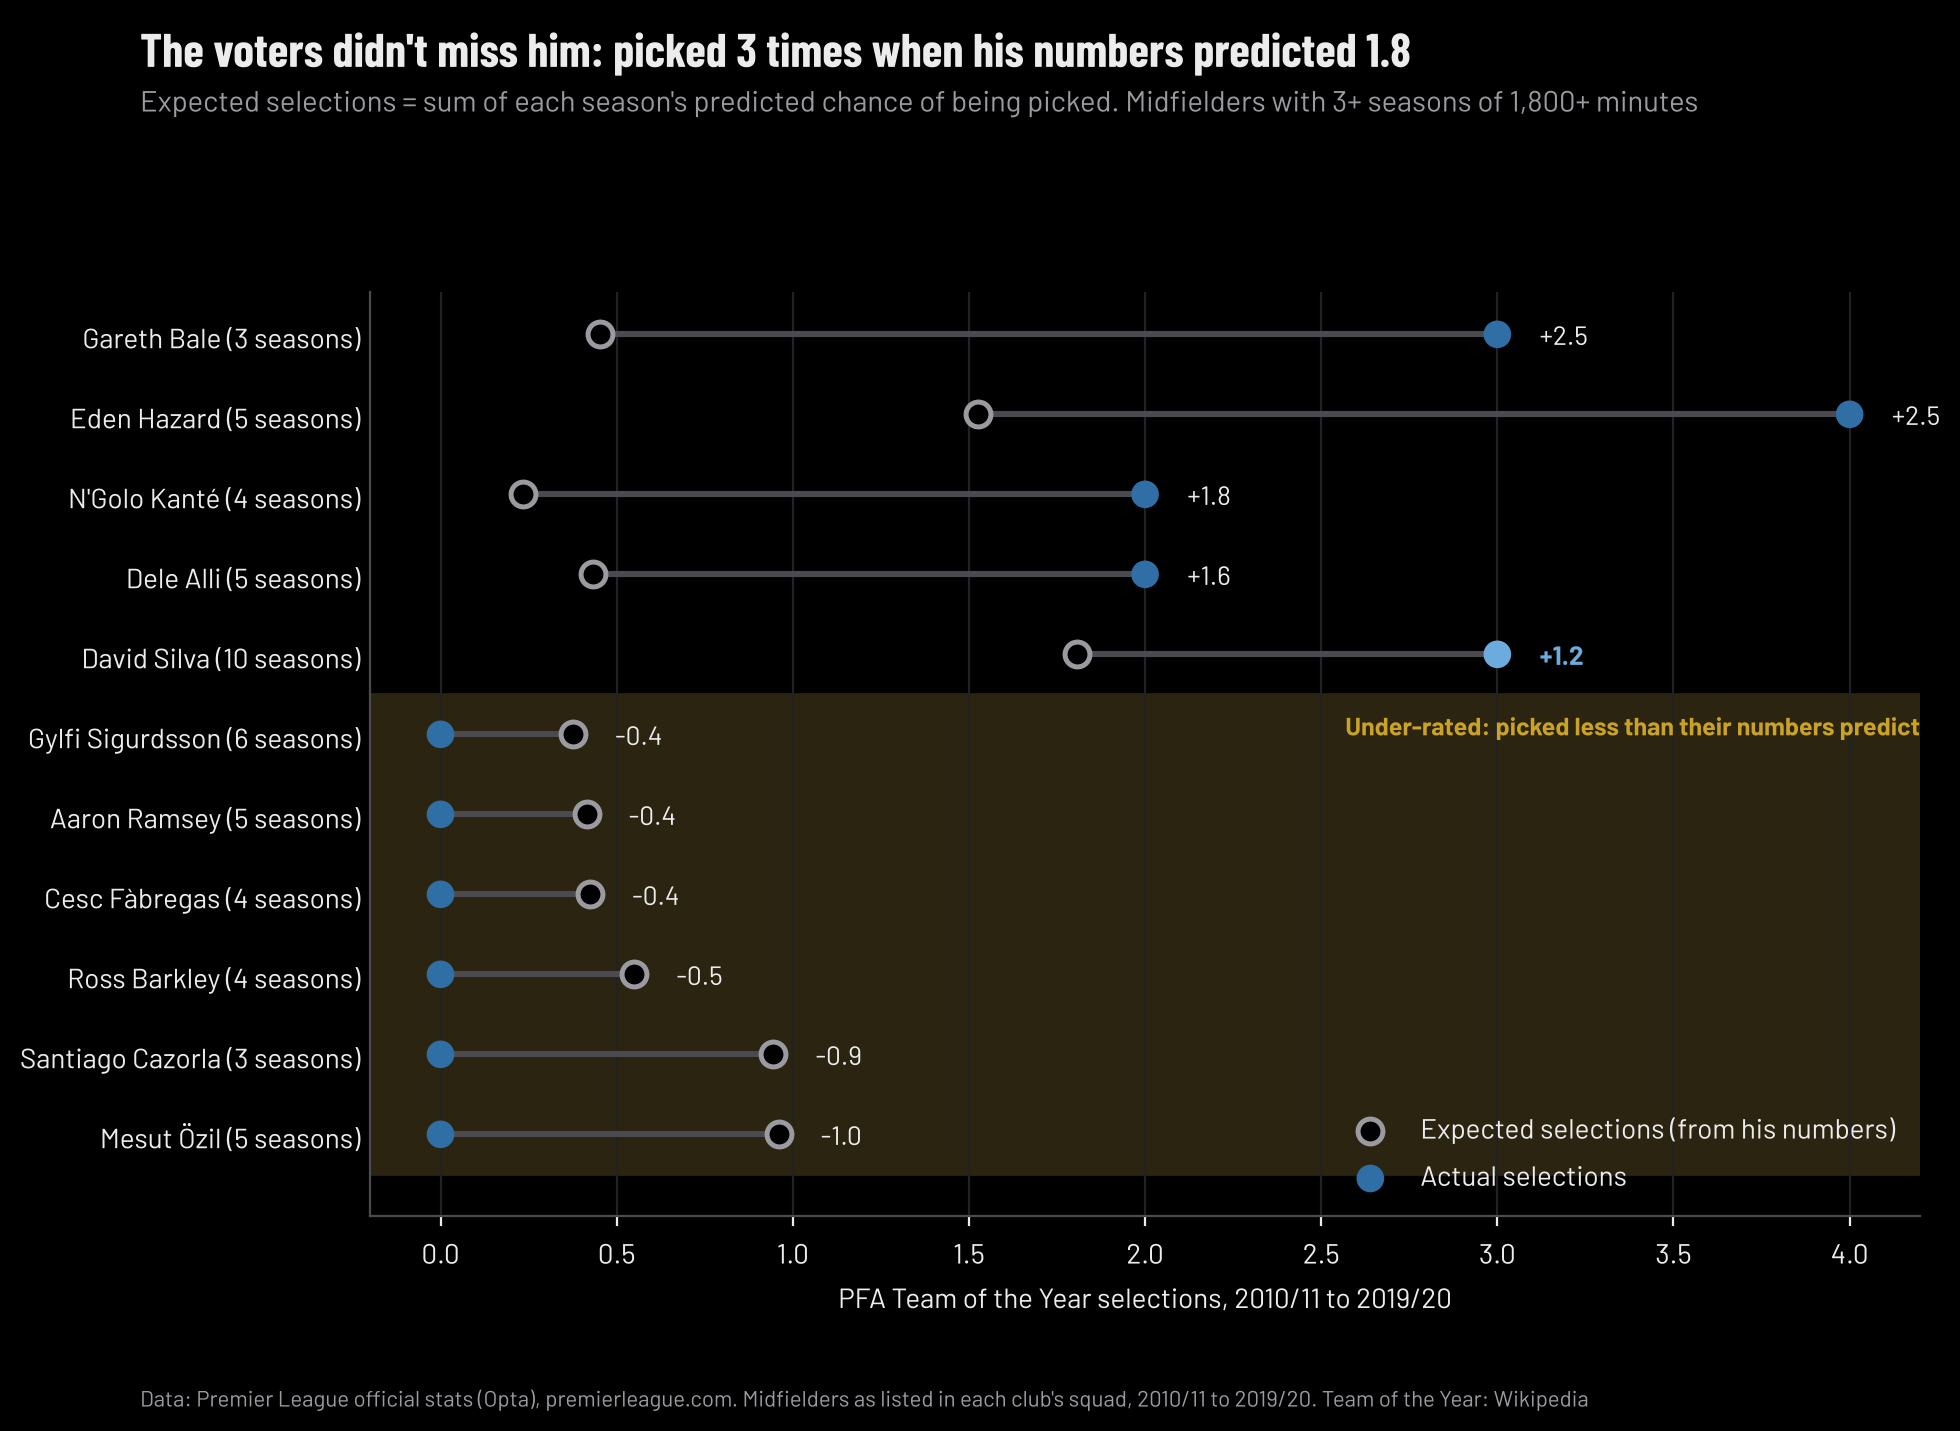 The voters didn't miss him: picked 3 times when his numbers predicted 1.8
Expected selections = sum of each season's predicted chance of being picked. Midfielders with 3+ seasons of 1,800+ minutes
Gareth Bale (3 seasons)
+2.5
Eden Hazard (5 seasons)
+2.5
N'Golo Kanté (4 seasons)
+1.8
Dele Alli (5 seasons)
+1.6
David Silva (10 seasons)
+1.2
Gylfi Sigurdsson (6 seasons)
-0.4
Under-rated: picked less than their numbers predict
Aaron Ramsey (5 seasons)
-0.4
Cesc Fàbregas (4 seasons)
-0.4
Ross Barkley (4 seasons)
-0.5
Santiago Cazorla (3 seasons)
-0.9
Mesut Özil (5 seasons)
-1.0
Expected selections (from his numbers)
Actual selections
0.0 0.5 1.0 1.5 2.0 2.5 3.0 3.5 4.0
PFA Team of the Year selections, 2010/11 to 2019/20
Data: Premier League official stats (Opta), premierleague.com. Midfielders as listed in each club's squad, 2010/11 to 2019/20. Team of the Year: Wikipedia